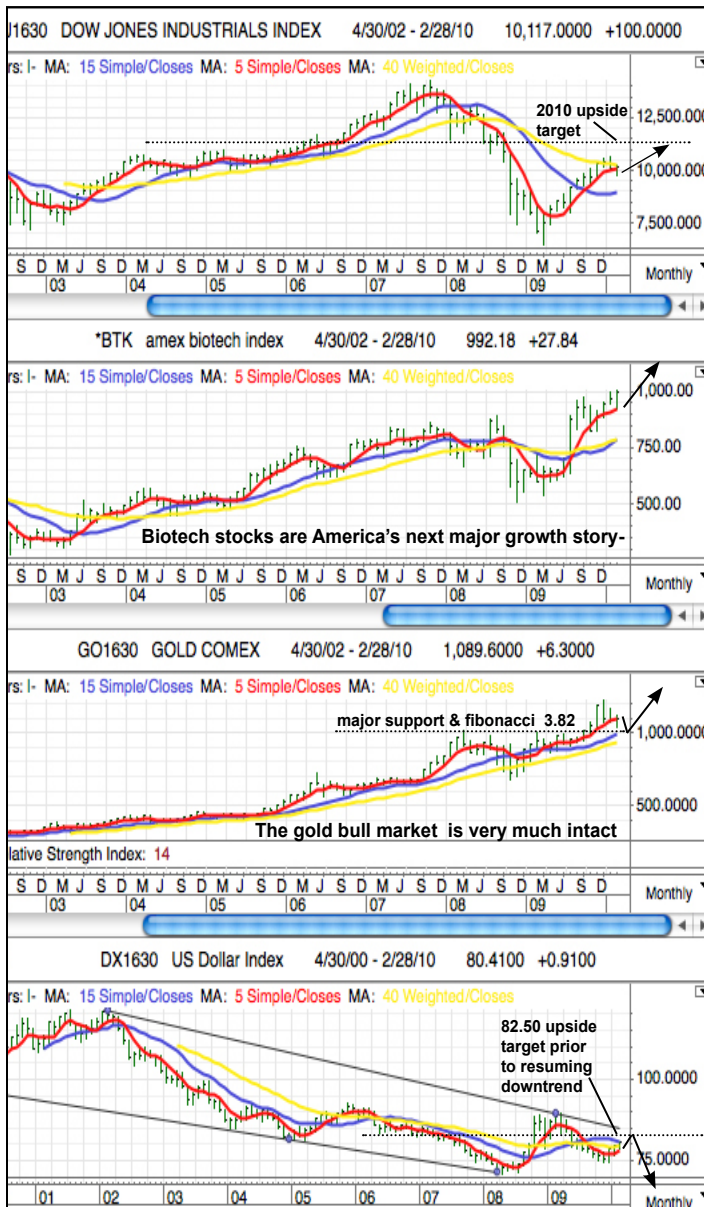 J1630 DOW JONES INDUSTRIALS INDEX 4/30/02 - 2/28/10 10,117.0000 +100.0000
rs: I- MA: 15 Simple/Closes MA: 5 Simple/Closes MA: 40 Weighted/Closes
2010 upside
target
12,500.000
10,000.000
7,500.000
S D M J S D M J S D M J S D M J S D M J S D M J S D M J S D
03 04 05 06 07 08 09
Monthly
*BTK amex biotech index 4/30/02 - 2/28/10 992.18 +27.84
rs: I- MA: 15 Simple/Closes MA: 5 Simple/Closes MA: 40 Weighted/Closes
1,000.00
750.00
500.00
Biotech stocks are America's next major growth story-
S D M J S D M J S D M J S D M J S D M J S D M J S D M J S D
03 04 05 06 07 08 09
Monthly
GO1630 GOLD COMEX 4/30/02 - 2/28/10 1,089.6000 +6.3000
rs: I- MA: 15 Simple/Closes MA: 5 Simple/Closes MA: 40 Weighted/Closes
major support & fibonacci 3.82
1,000.0000
500.0000
The gold bull market is very much intact
lative Strength Index: 14
S D M J S D M J S D M J S D M J S D M J S D M J S D M J S D
03 04 05 06 07 08 09
Monthly
DX1630 US Dollar Index 4/30/00 - 2/28/10 80.4100 +0.9100
rs: I- MA: 15 Simple/Closes MA: 5 Simple/Closes MA: 40 Weighted/Closes
82.50 upside
target prior
to resuming
downtrend
100.0000
75.0000
01 02 03 04 05 06 07 08 09
Monthly